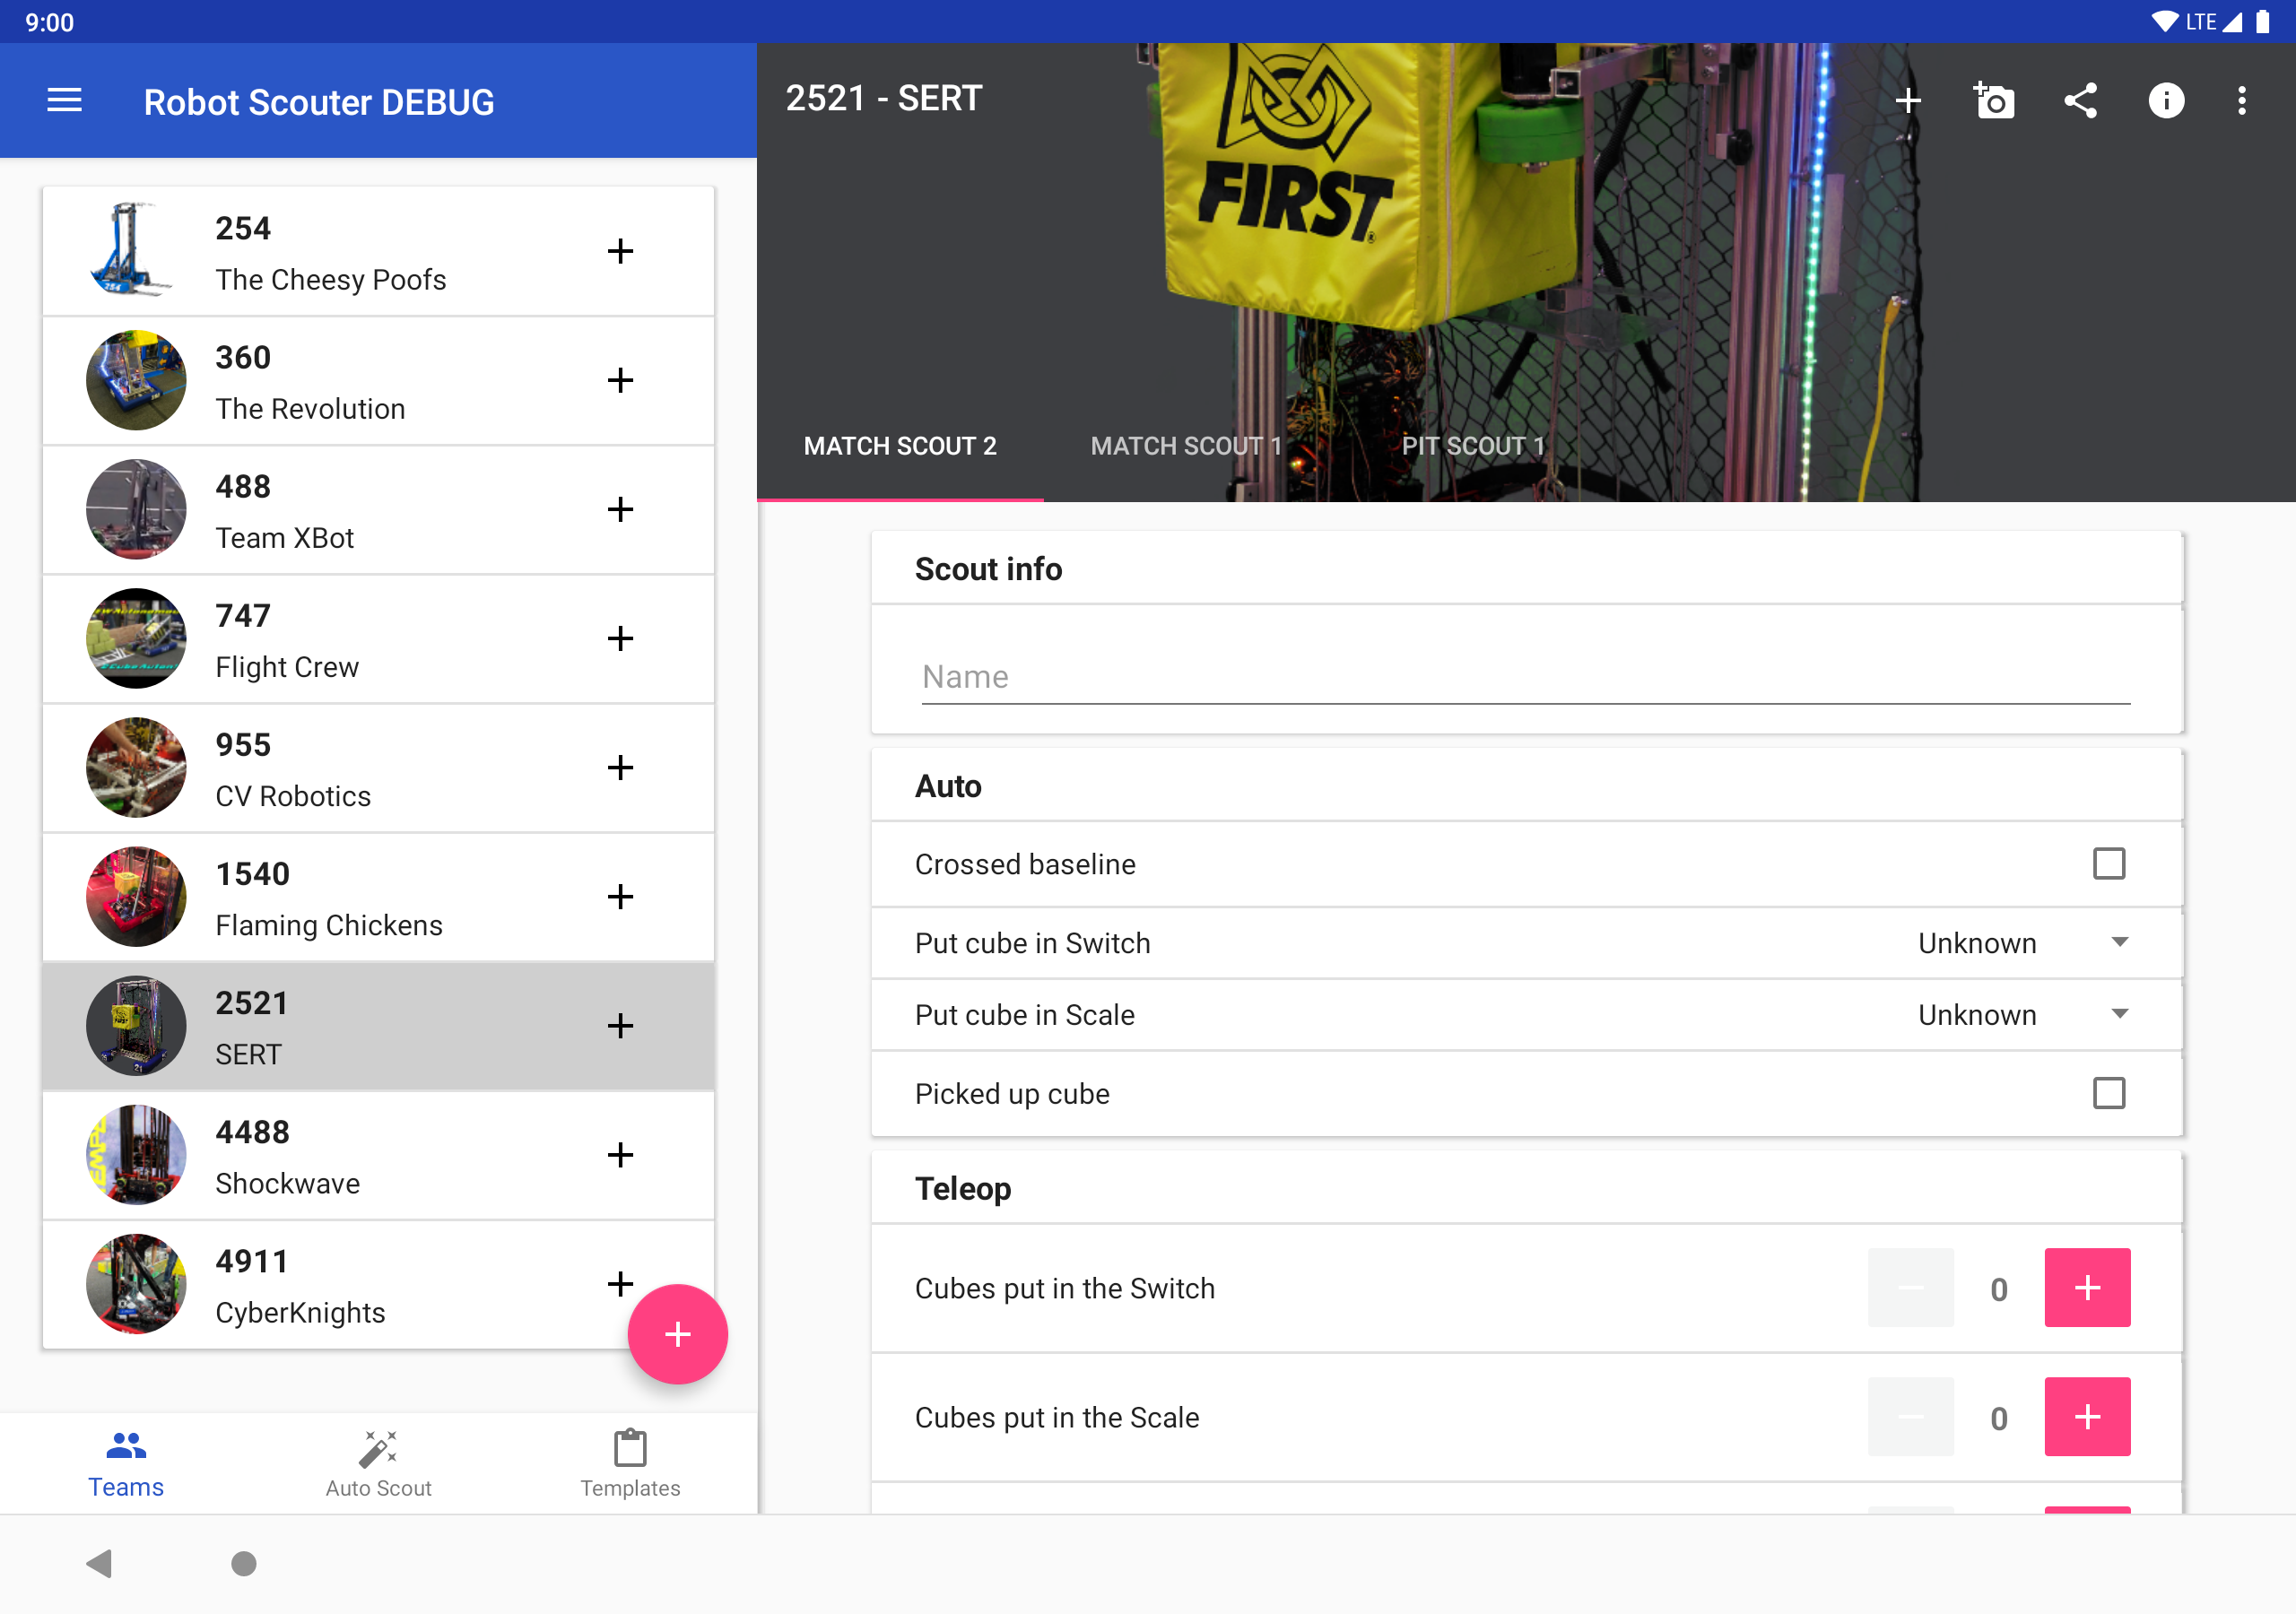 9:00
LTE
Robot Scouter DEBUG
254
The Cheesy Poofs
360
The Revolution
488
Team XBot
747
Flight Crew
955
CV Robotics
1540
Flaming Chickens
2521
SERT
4488
Shockwave
4911
CyberKnights
Teams
Auto Scout
Templates
2521 - SERT
FIRST
MATCH SCOUT 2
MATCH SCOUT 1
PIT SCOUT 1
Scout info
Name
Auto
Crossed baseline
Put cube in Switch
Unknown
Put cube in Scale
Unknown
Picked up cube
Teleop
Cubes put in the Switch
0
Cubes put in the Scale
0